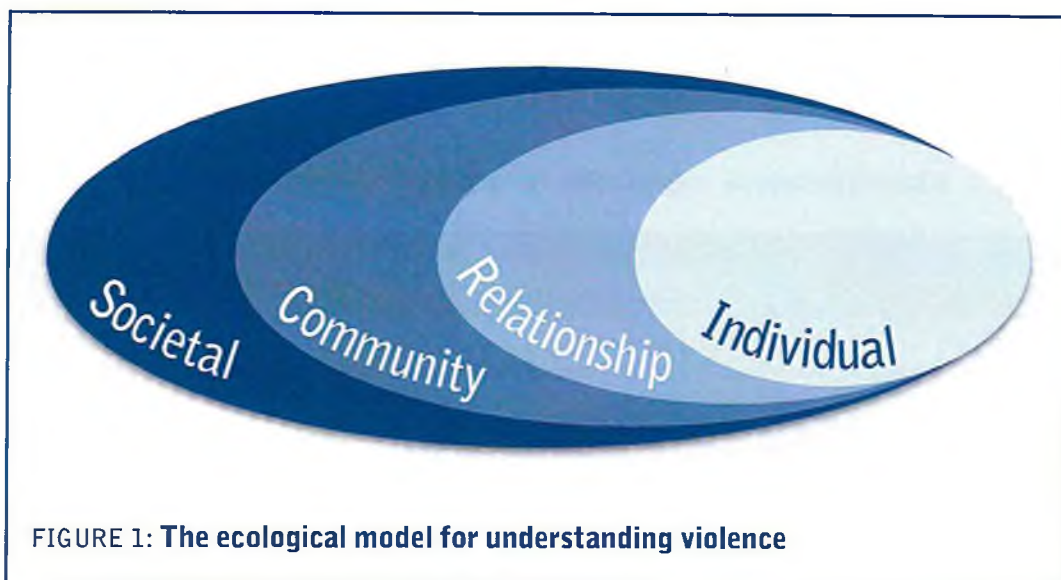 Societal
Community
Relationship
Individual
FIGURE 1: The ecological model for understanding violence